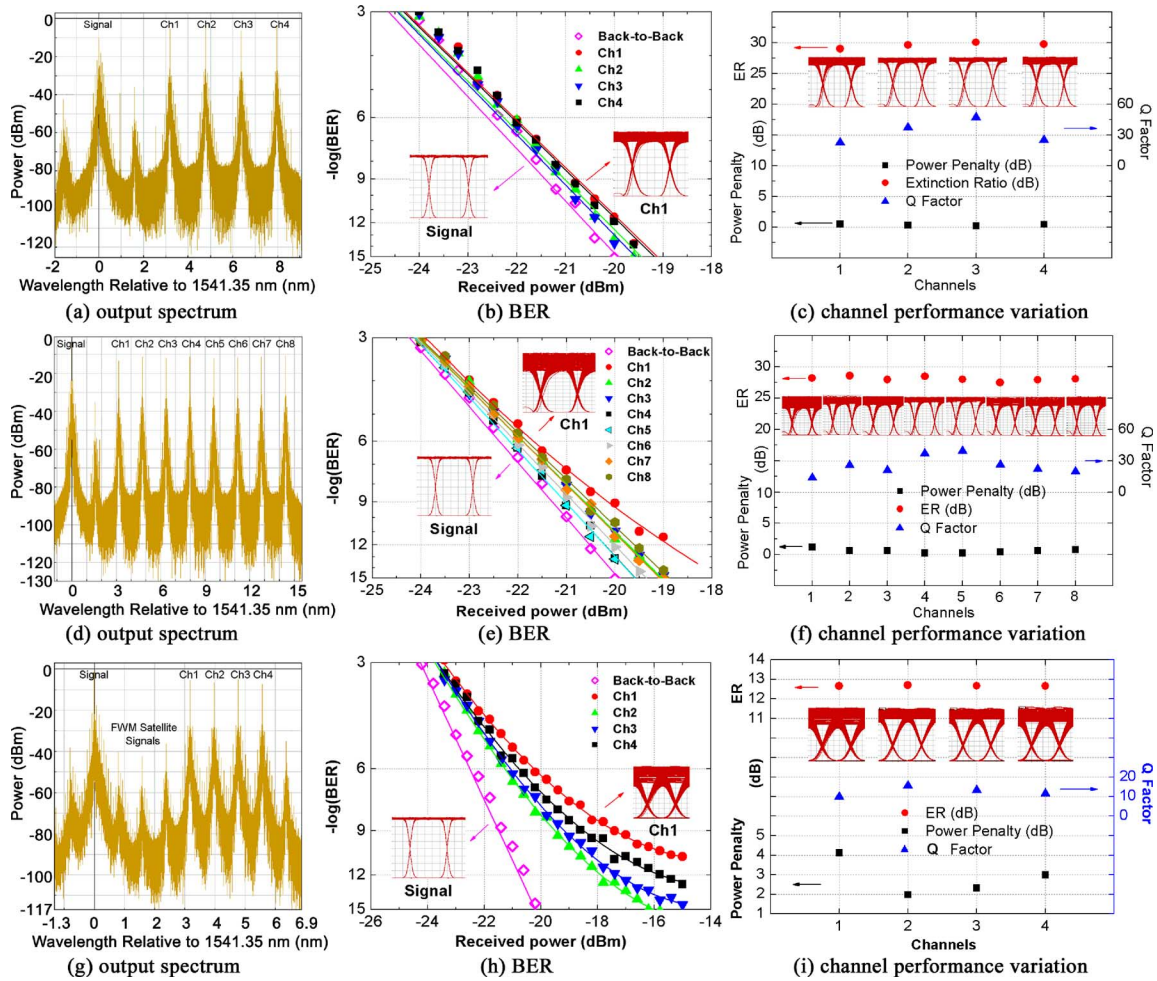 0
-20
-40
-60
-80
-100
-120
Power (dBm)
Signal
Ch1
Ch2
Ch3
Ch4
-2
0
2
4
6
8
Wavelength Relative to 1541.35 nm (nm)
(a) output spectrum
3
6
9
12
15
-log(BER)
Back-to-Back
Ch1
Ch2
Ch3
Ch4
Signal
Ch1
-25
-24
-23
-22
-21
-20
-19
-18
Received power (dBm)
(b) BER
30
25
20
15
10
5
0
ER
(dB)
Power Penalty
60
30
0
Q Factor
Power Penalty (dB)
Extinction Ratio (dB)
Q Factor
1
2
3
4
Channels
(c) channel performance variation
0
-20
-40
-60
-80
-100
-120
-130
Power (dBm)
Signal
Ch1
Ch2
Ch3
Ch4
Ch5
Ch6
Ch7
Ch8
0
3
6
9
12
15
Wavelength Relative to 1541.35 nm (nm)
(d) output spectrum
3
6
9
12
15
-log(BER)
Back-to-Back
Ch1
Ch2
Ch3
Ch4
Ch5
Ch6
Ch7
Ch8
Ch1
Signal
-25
-24
-23
-22
-21
-20
-19
-18
Received power (dBm)
(e) BER
30
25
20
15
10
5
0
ER
(dB)
Power Penalty
60
30
0
Q Factor
Power Penalty (dB)
ER (dB)
Q Factor
1
2
3
4
5
6
7
8
Channels
(f) channel performance variation
0
-20
-40
-60
-80
-100
-117
Power (dBm)
Signal
Ch1
Ch2
Ch3
Ch4
FWM Satellite
Signals
-1.3
0
1
2
3
4
5
6
6.9
Wavelength Relative to 1541.35 nm (nm)
(g) output spectrum
3
6
9
12
15
-log(BER)
Back-to-Back
Ch1
Ch2
Ch3
Ch4
Ch1
Signal
-26
-24
-22
-20
-18
-16
-14
Received power (dBm)
(h) BER
14
13
12
11
5
4
3
2
1
ER
(dB)
Power Penalty
20
10
0
Q Factor
ER (dB)
Power Penalty (dB)
Q Factor
1
2
3
4
Channels
(i) channel performance variation